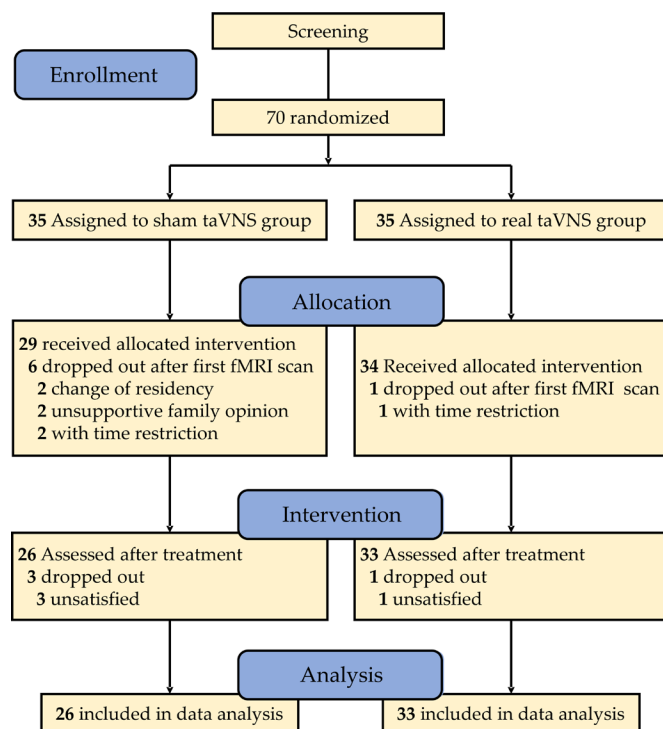 Screening
Enrollment
70 randomized
35 Assigned to sham taVNS group
35 Assigned to real taVNS group
Allocation
29 received allocated intervention
6 dropped out after first fMRI scan
2 change of residency
2 unsupportive family opinion
2 with time restriction
34 Received allocated intervention
1 dropped out after first fMRI scan
1 with time restriction
Intervention
26 Assessed after treatment
3 dropped out
3 unsatisfied
33 Assessed after treatment
1 dropped out
1 unsatisfied
Analysis
26 included in data analysis
33 included in data analysis